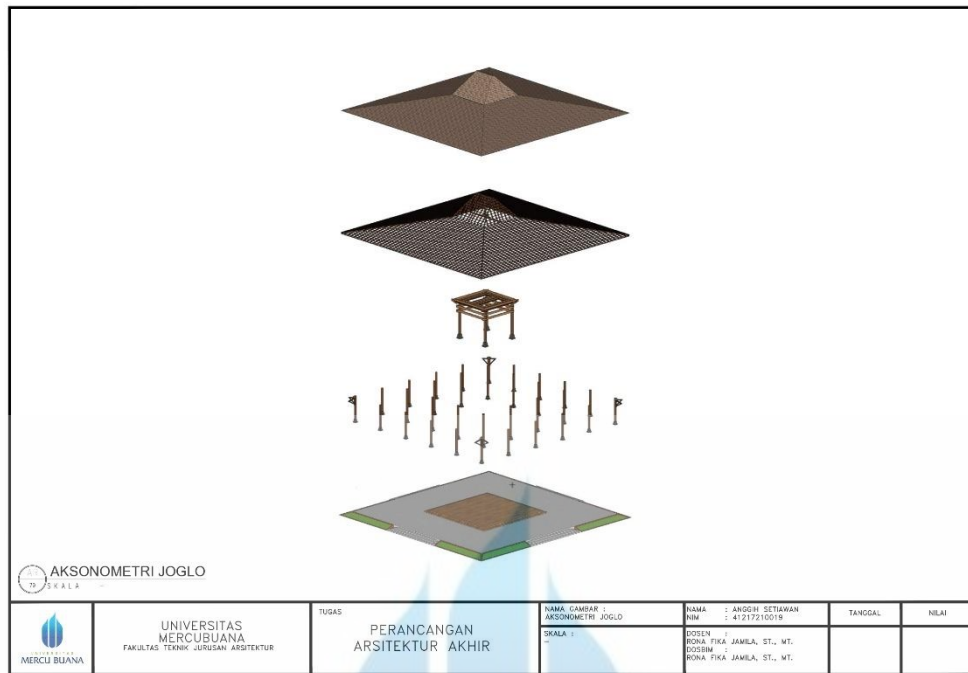 AKSONOMETRI JOGLO
SKALA -
UNIVERSITAS
MERCU BUANA
UNIVERSITAS
MERCUBUANA
FAKULTAS TEKNIK JURUSAN ARSITEKTUR
TUGAS
PERANCANGAN
ARSITEKTUR AKHIR
NAMA GAMBAR :
AKSONOMETRI JOGLO
SKALA :
-
NAMA : ANGGIH SETIAWAN
NIM : 41217210019
DOSEN :
RONA FIKA JAMILA, ST., MT.
DOSBIM :
RONA FIKA JAMILA, ST., MT.
TANGGAL
NILAI